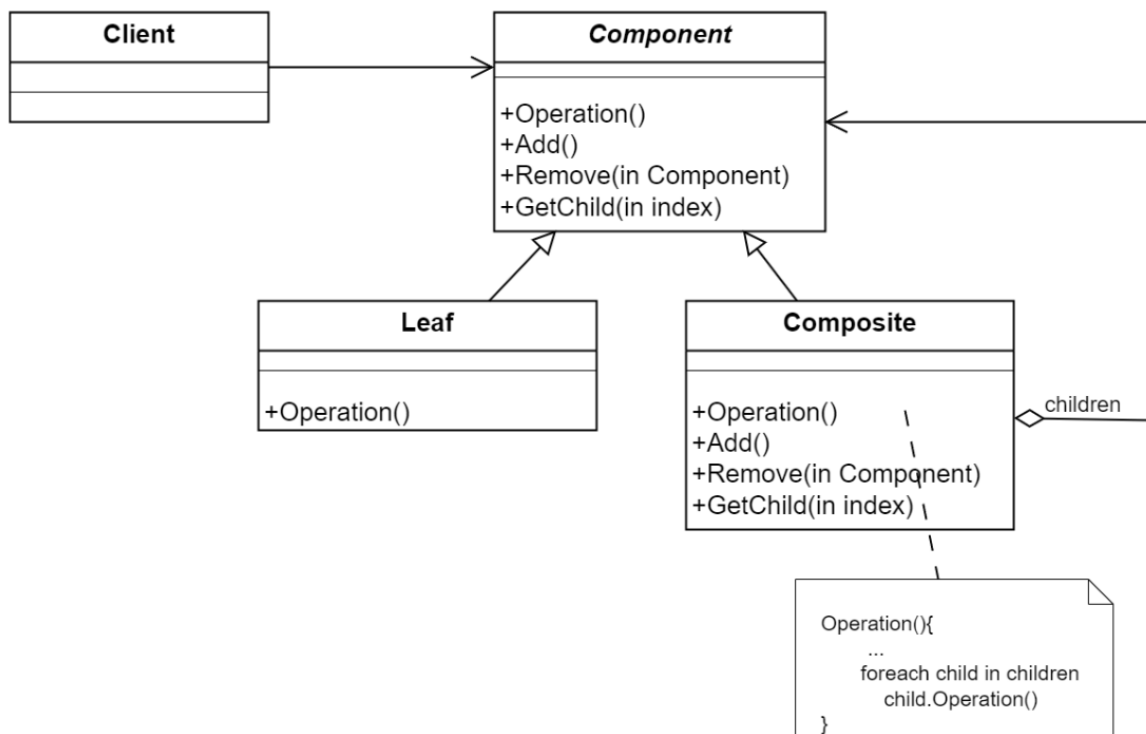 Client
Component
+Operation()
+Add()
+Remove(in Component)
+GetChild(in index)
Leaf
+Operation()
Composite
+Operation()
+Add()
+Remove(in Component)
+GetChild(in index)
children
Operation(){
...
foreach child in children
child.Operation()
}